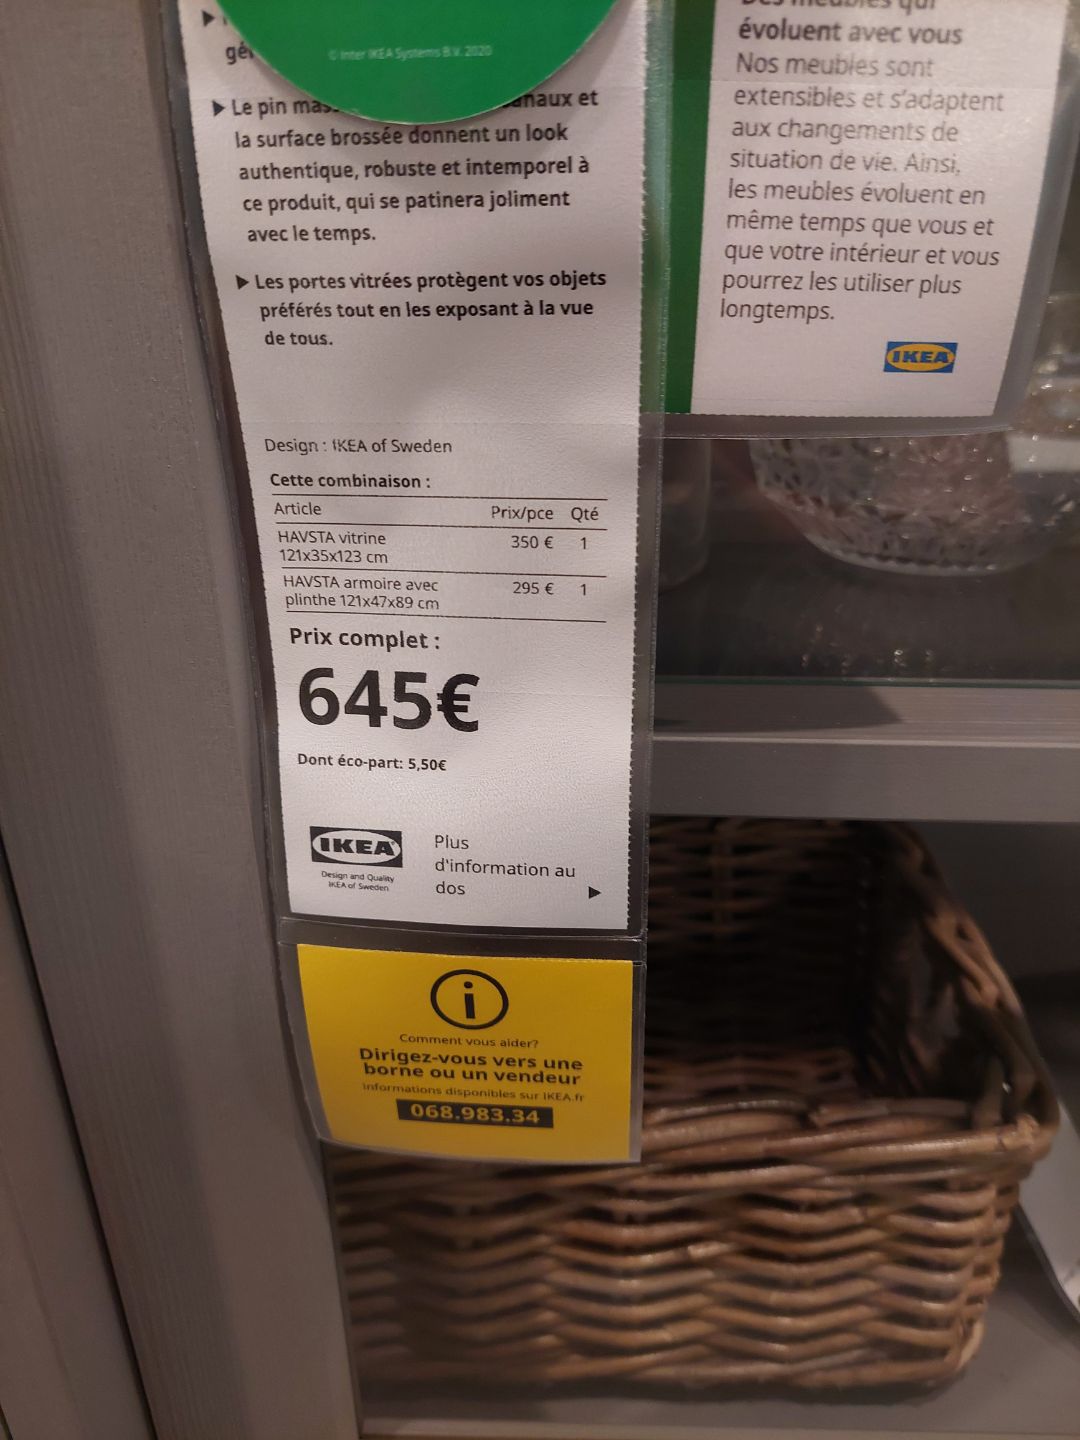 © Inter IKEA Systems B.V. 2020
▶ Le pin et
la surface brossée donnent un look
authentique, robuste et intemporel à
ce produit, qui se patinera joliment
avec le temps.
▶ Les portes vitrées protègent vos objets
préférés tout en les exposant à la vue
de tous.
Design : IKEA of Sweden
Cette combinaison :
Article Prix/pce Qté
HAVSTA vitrine 350 € 1
121x35x123 cm
HAVSTA armoire avec 295 € 1
plinthe 121x47x89 cm
Prix complet :
645€
Dont éco-part: 5,50€
IKEA
Design and Quality
IKEA of Sweden
Plus
d'information au
dos ▶
Comment vous aider?
Dirigez-vous vers une
borne ou un vendeur
Informations disponibles sur IKEA.fr
068.983.34
Des meubles qui
évoluent avec vous
Nos meubles sont
extensibles et s'adaptent
aux changements de
situation de vie. Ainsi,
les meubles évoluent en
même temps que vous et
que votre intérieur et vous
pourrez les utiliser plus
longtemps.
IKEA